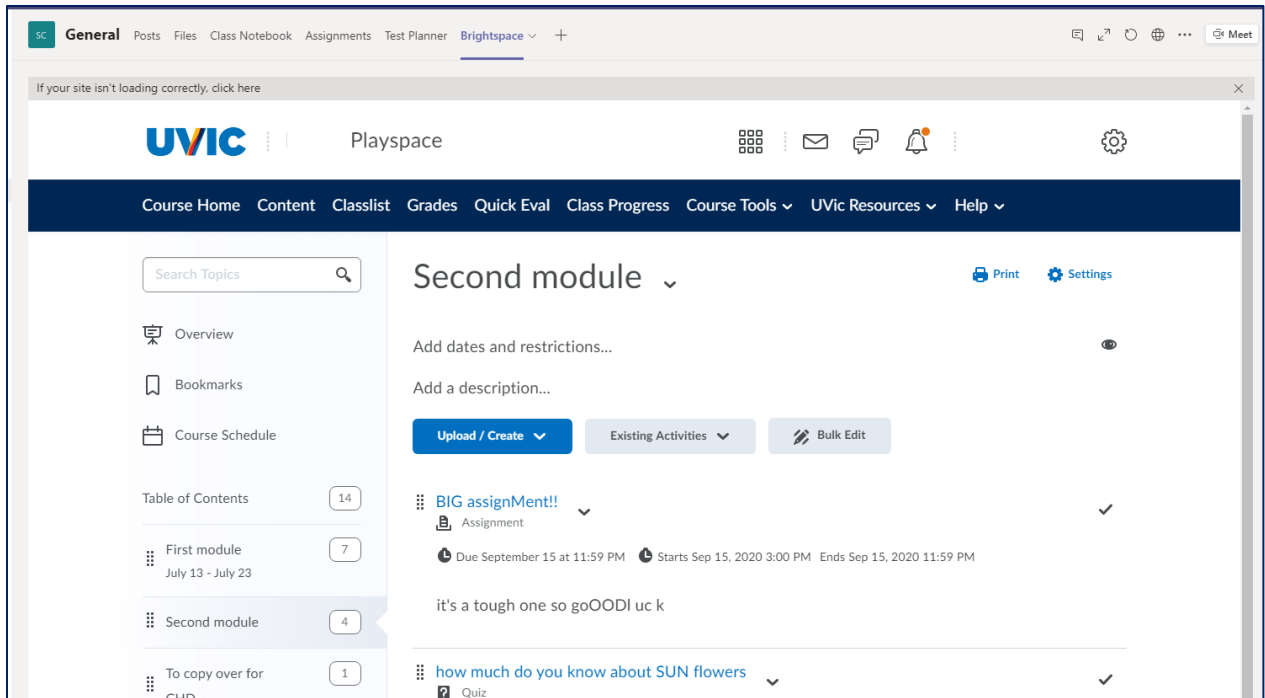 SC General Posts Files Class Notebook Assignments Test Planner Brightspace Meet
If your site isn't loading correctly, click here
UVIC Playspace
Course Home Content Classlist Grades Quick Eval Class Progress Course Tools UVic Resources Help
Search Topics
Second module Print Settings
Overview
Add dates and restrictions...
Bookmarks
Add a description...
Course Schedule
Upload / Create Existing Activities Bulk Edit
Table of Contents 14
BIG assignMent!!
Assignment
First module 7
July 13 - July 23
Due September 15 at 11:59 PM Starts Sep 15, 2020 3:00 PM Ends Sep 15, 2020 11:59 PM
Second module 4
it's a tough one so goOODl uc k
To copy over for 1
how much do you know about SUN flowers
Quiz